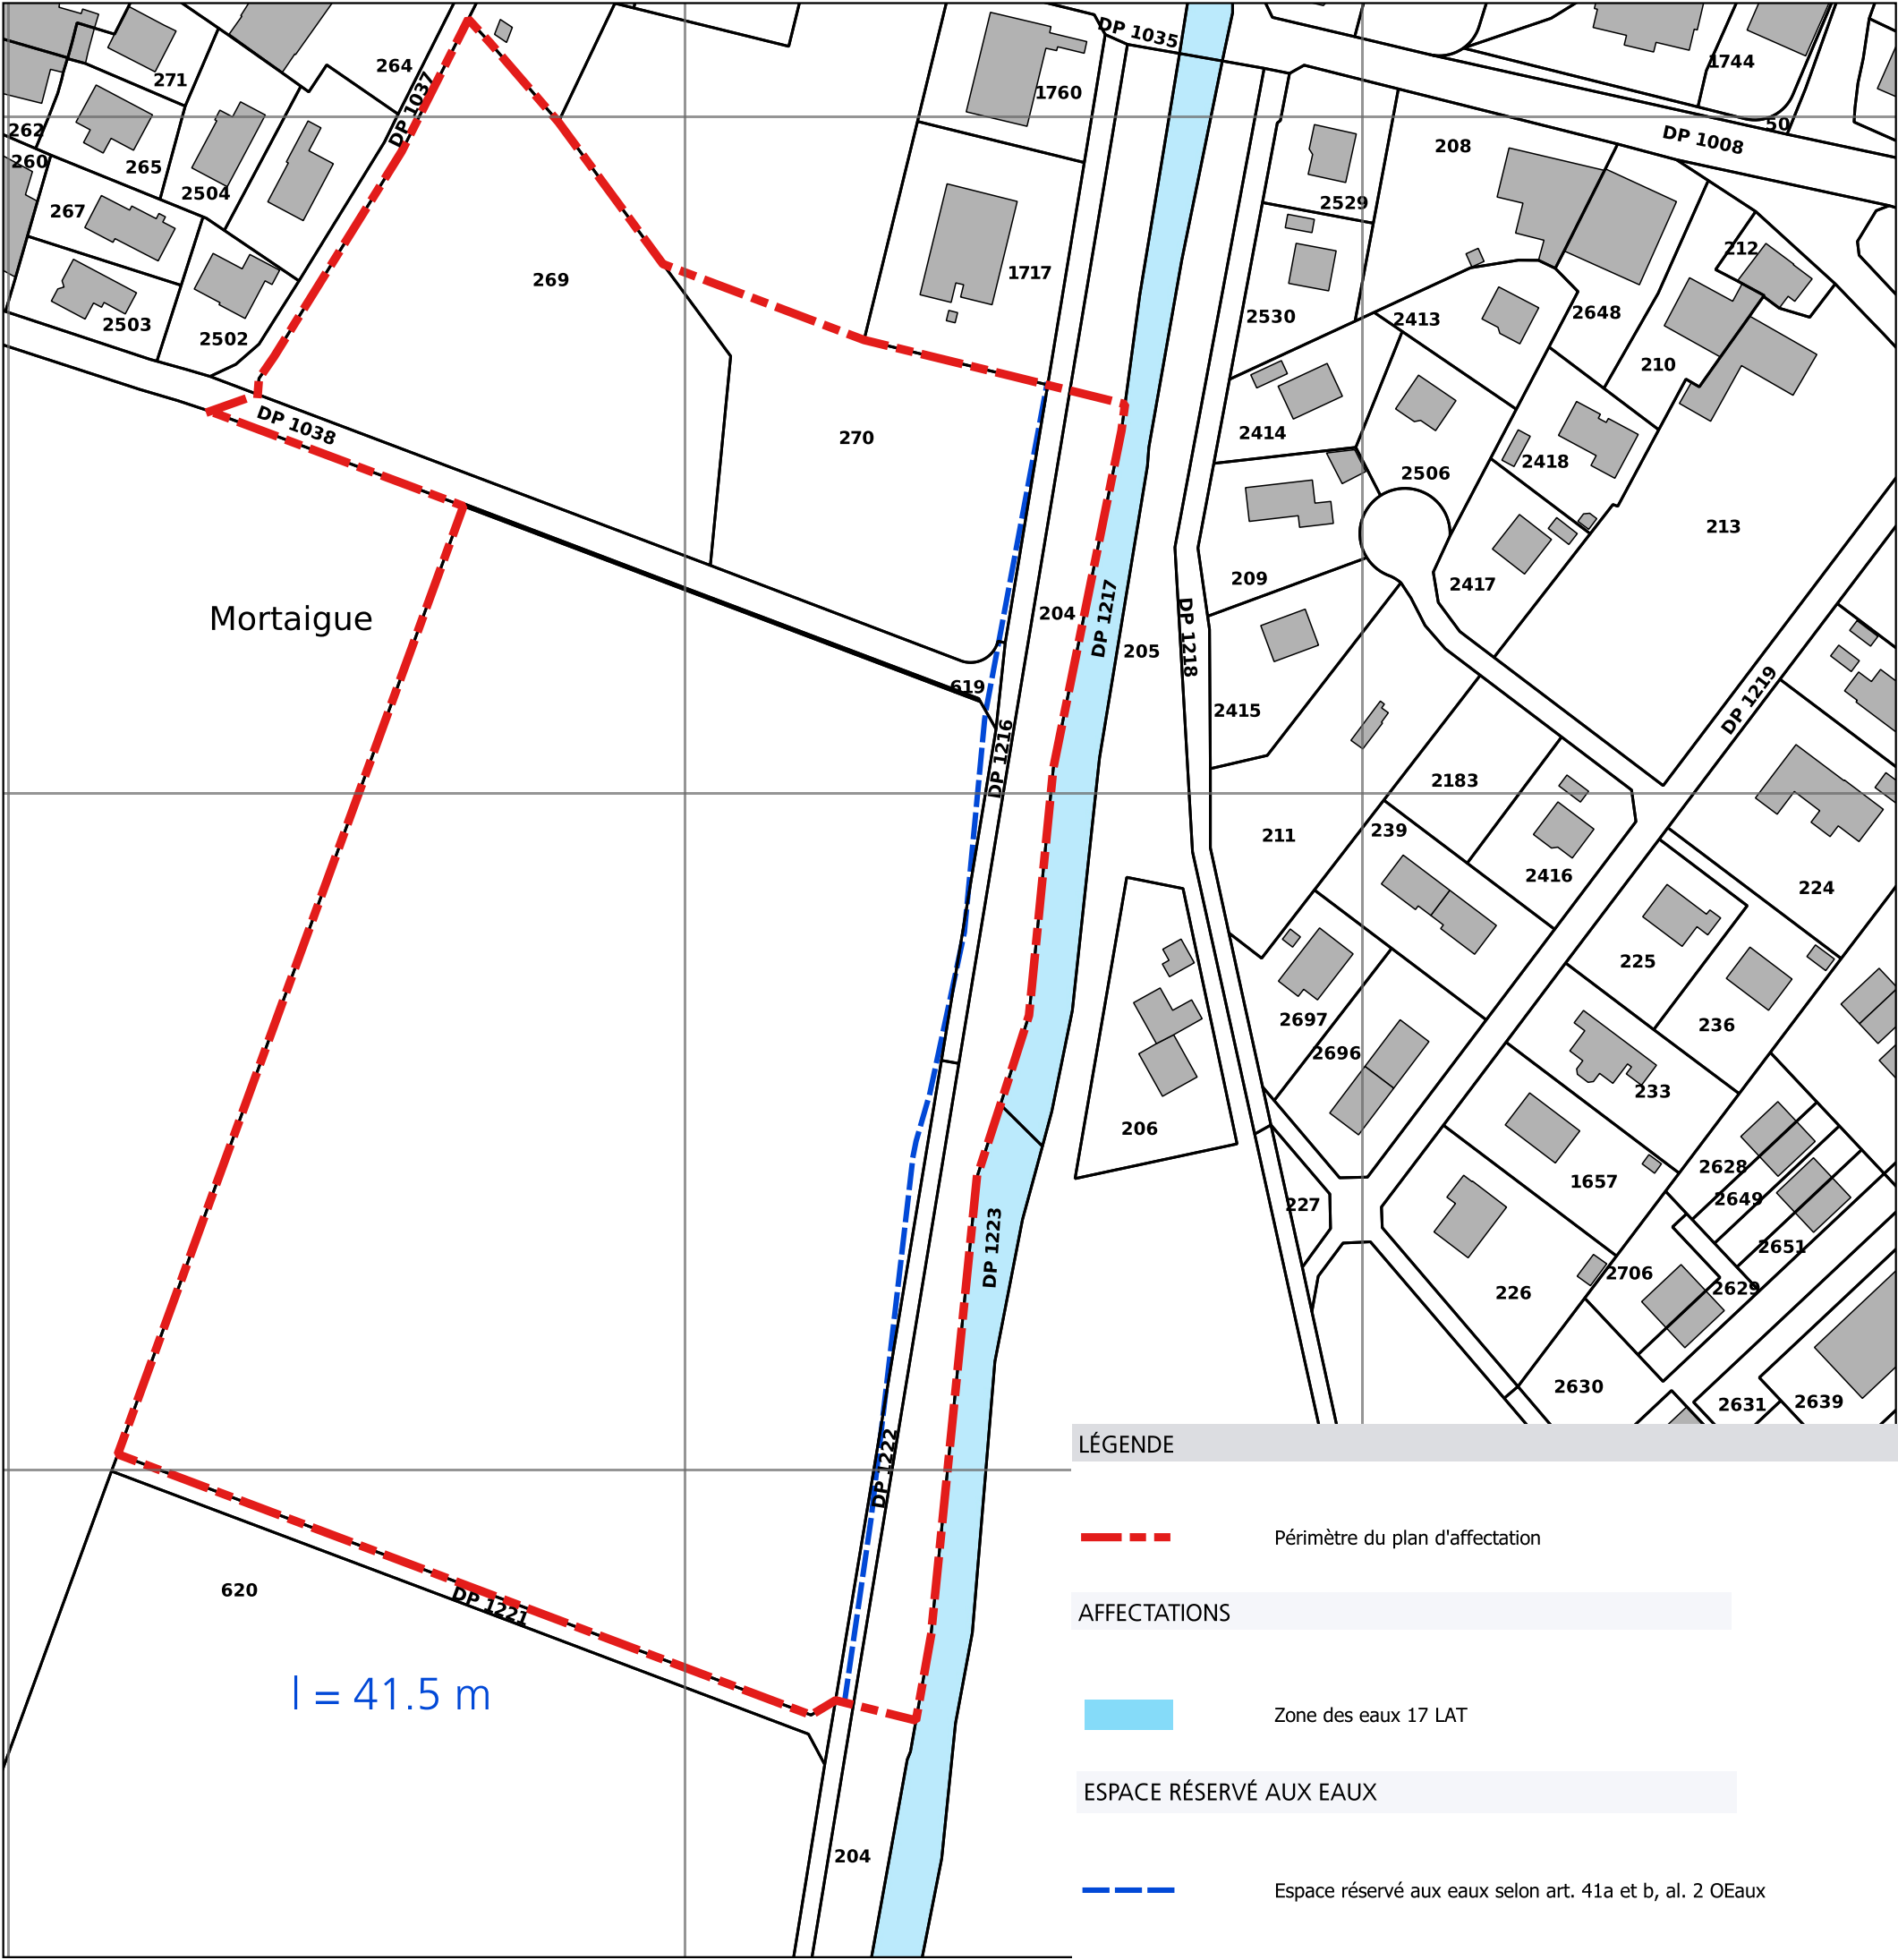 DP 1035
264
271
1760
1744
DP 1037
50
262
DP 1008
208
260
265
2504
2529
267
212
269
1717
2503
2502
2530
2413
2648
210
DP 1038
270
2414
2418
2506
213
209
2417
Mortaigue
204
DP 1217
DP 1218
205
619
2415
DP 1219
DP 1216
2183
211
239
2416
224
225
2697
236
2696
233
206
2628
1657
2649
227
DP 1223
2651
2706
2629
226
2630
2631
2639
DP 1222
620
DP 1221
l = 41.5 m
204
LÉGENDE
Périmètre du plan d'affectation
AFFECTATIONS
Zone des eaux 17 LAT
ESPACE RÉSERVÉ AUX EAUX
Espace réservé aux eaux selon art. 41a et b, al. 2 OEaux